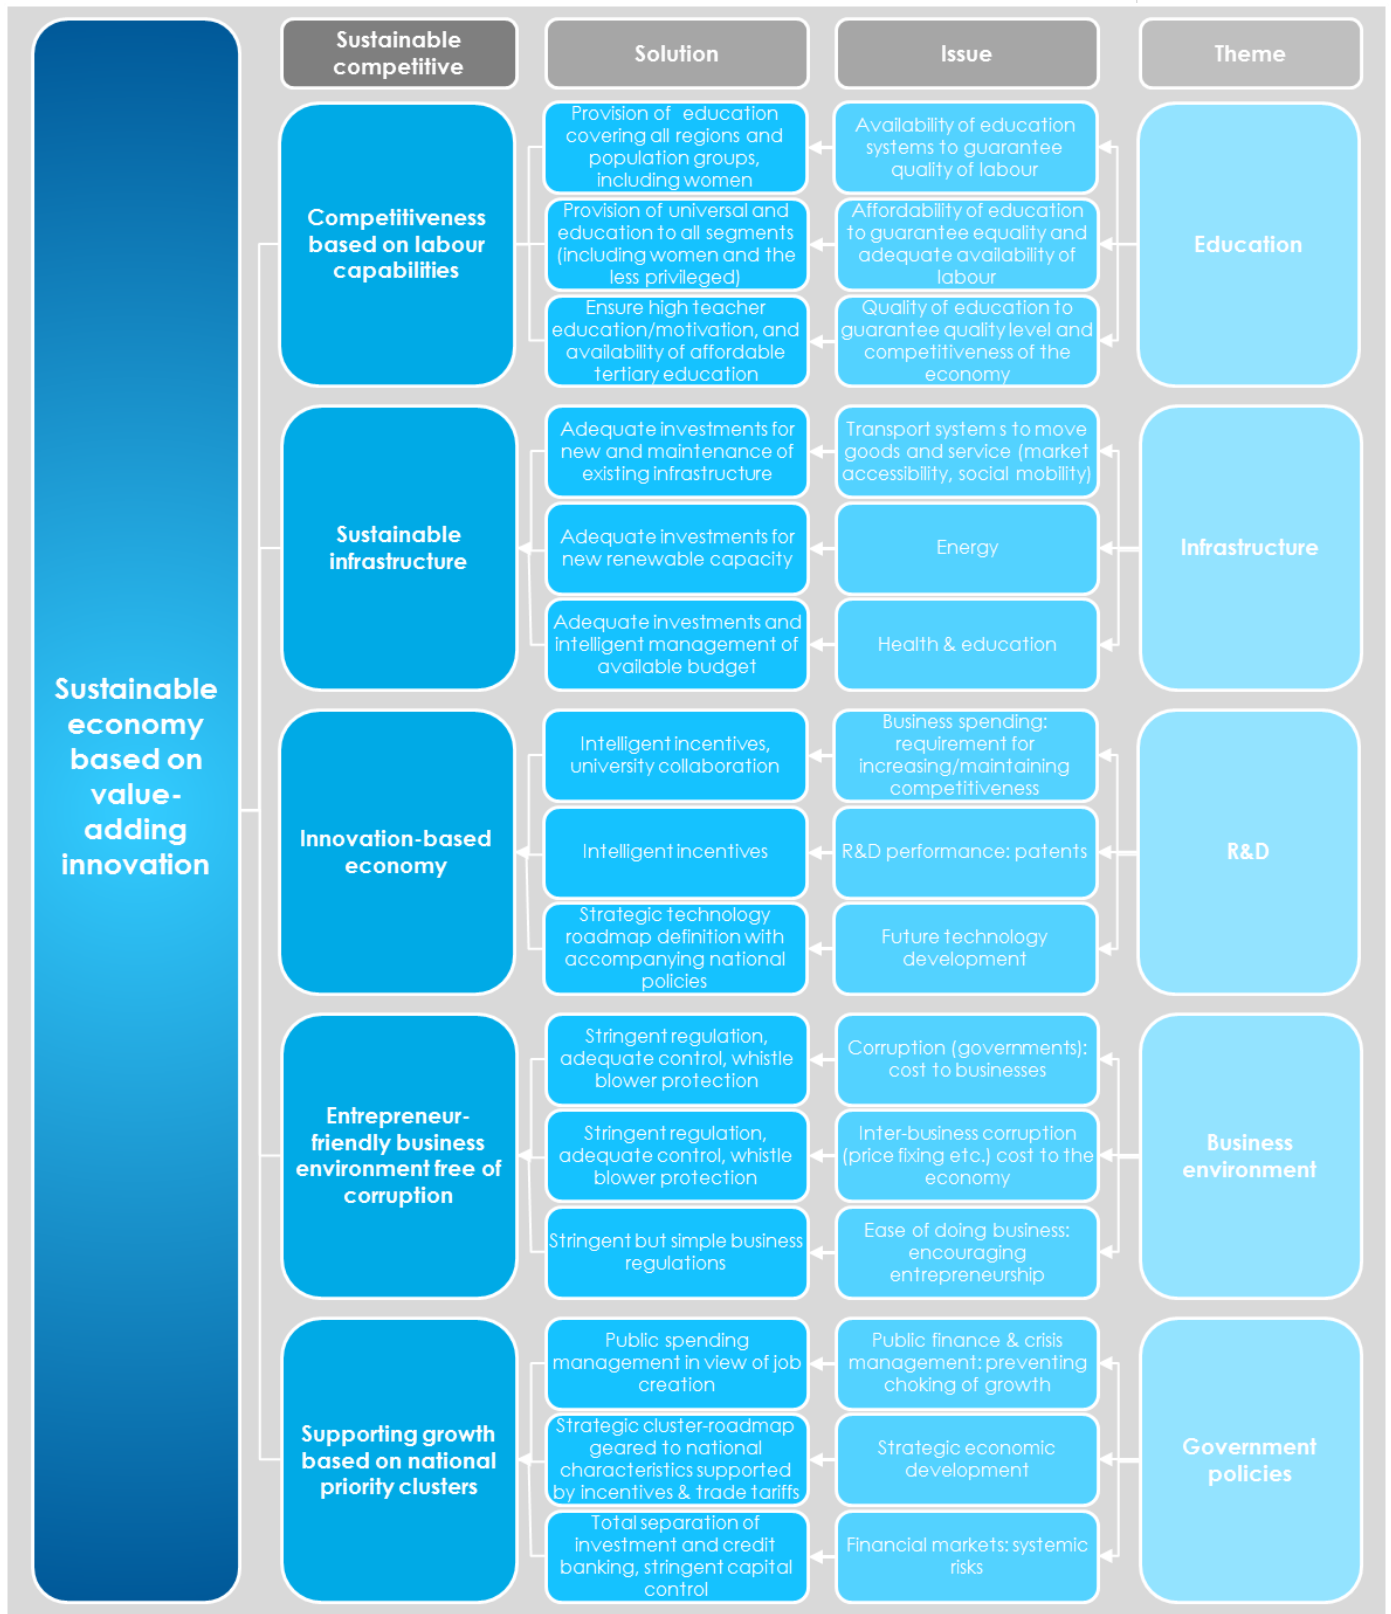 Sustainable
competitive
Solution
Issue
Theme
Sustainable
economy
based on
value-
adding
innovation
Competitiveness
based on labour
capabilities
Provision of education
covering all regions and
population groups,
including women
Availability of education
systems to guarantee
quality of labour
Provision of universal and
education to all segments
(including women and the
less privileged)
Affordability of education
to guarantee equality and
adequate availability of
labour
Ensure high teacher
education/motivation, and
availability of affordable
tertiary education
Quality of education to
guarantee quality level and
competitiveness of the
economy
Education
Sustainable
infrastructure
Adequate investments for
new and maintenance of
existing infrastructure
Transport system s to move
goods and service (market
accessibility, social mobility)
Adequate investments for
new renewable capacity
Energy
Adequate investments and
intelligent management of
available budget
Health & education
Infrastructure
Innovation-based
economy
Intelligent incentives,
university collaboration
Business spending:
requirement for
increasing/maintaining
competitiveness
Intelligent incentives
R&D performance: patents
Strategic technology
roadmap definition with
accompanying national
policies
Future technology
development
R&D
Entrepreneur-
friendly business
environment free of
corruption
Stringent regulation,
adequate control, whistle
blower protection
Corruption (governments):
cost to businesses
Stringent regulation,
adequate control, whistle
blower protection
Inter-business corruption
(price fixing etc.) cost to the
economy
Stringent but simple business
regulations
Ease of doing business:
encouraging
entrepreneurship
Business
environment
Supporting growth
based on national
priority clusters
Public spending
management in view of job
creation
Public finance & crisis
management: preventing
choking of growth
Strategic cluster-roadmap
geared to national
characteristics supported
by incentives & trade tariffs
Strategic economic
development
Total separation of
investment and credit
banking, stringent capital
control
Financial markets: systemic
risks
Government
policies